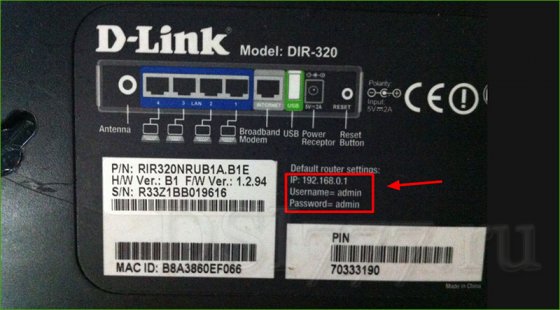 D-Link Model: DIR-320
4 3 LAN 2 1
INTERNET
USB
5V⎓2A
RESET
Antenna
Broadband Modem
USB
Power Receptor
Reset Button
Polarity
Input:
5V⎓2A
CE
P/N: RIR320NRUB1A.B1E
H/W Ver.: B1 F/W Ver.: 1.2.94
S/N: R33Z1BB019616
MAC ID: B8A3860EF066
Default router settings:
IP: 192.168.0.1
Username= admin
Password= admin
PIN
70333190
Made in China